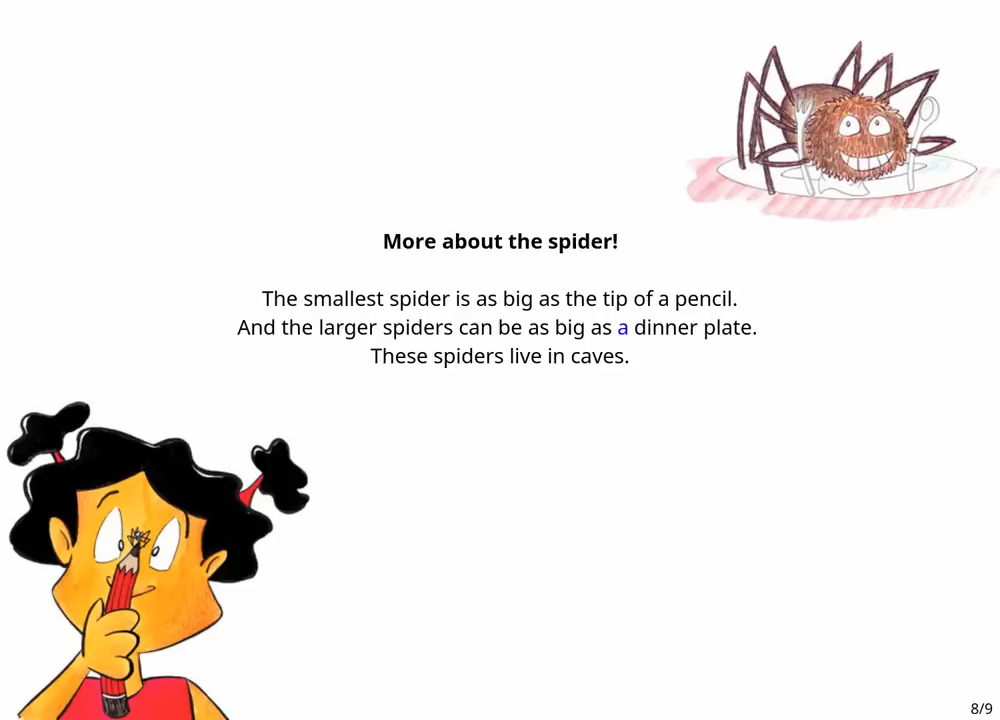 More about the spider!
The smallest spider is as big as the tip of a pencil.
And the larger spiders can be as big as a dinner plate.
These spiders live in caves.
8/9